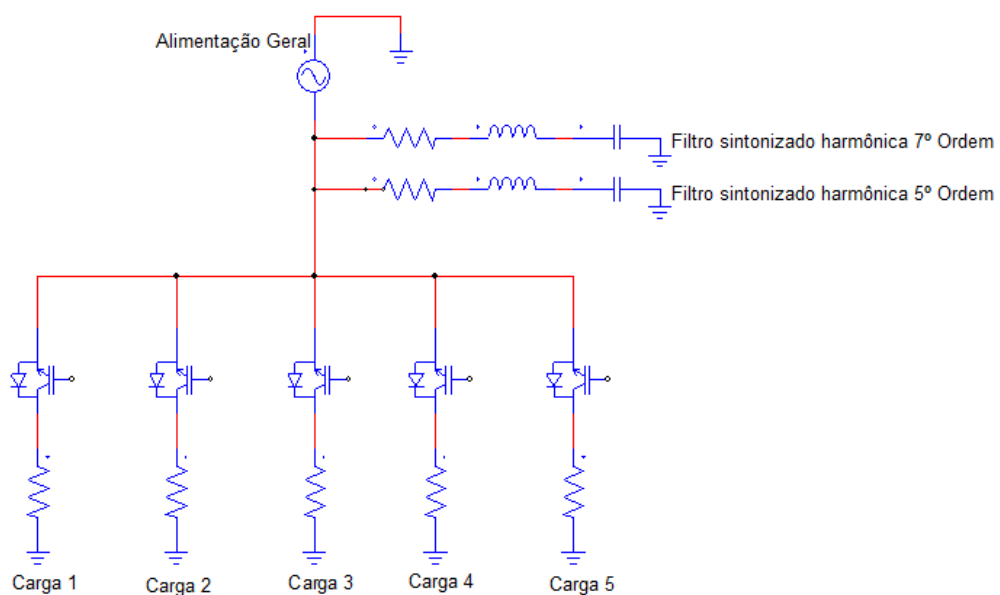 Alimentação Geral
Filtro sintonizado harmônica 7º Ordem
Filtro sintonizado harmônica 5º Ordem
Carga 1
Carga 2
Carga 3
Carga 4
Carga 5